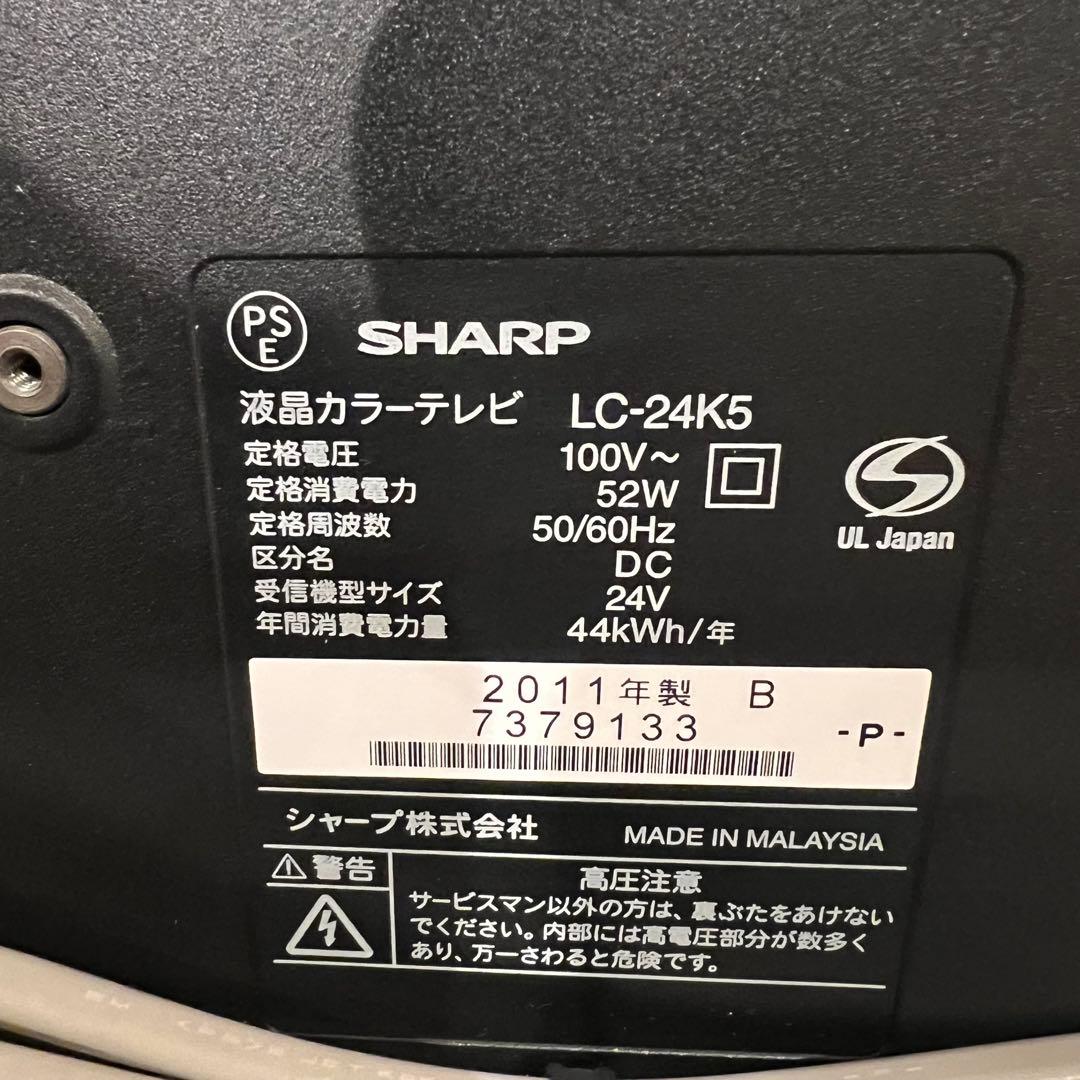 PS
E
SHARP
液晶カラーテレビ LC-24K5
定格電圧 100V～
定格消費電力 52W
定格周波数 50/60Hz
区分名 DC
受信機型サイズ 24V
年間消費電力量 44kWh/年
UL Japan
2011年製 B
7379133 -P-
シャープ株式会社 MADE IN MALAYSIA
⚠警告
高圧注意
サービスマン以外の方は、裏ぶたをあけない
でください。内部には高電圧部分が数多く
あり、万一さわると危険です。